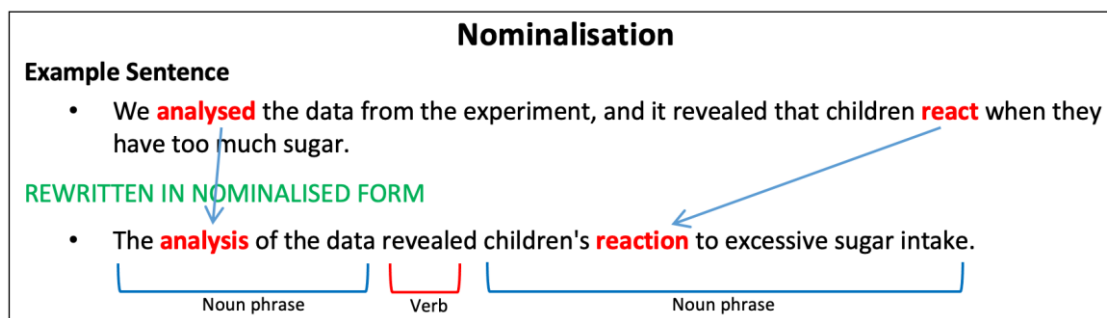 Nominalisation
Example Sentence
• We analysed the data from the experiment, and it revealed that children react when they
have too much sugar.
REWRITTEN IN NOMINALISED FORM
• The analysis of the data revealed children's reaction to excessive sugar intake.
Noun phrase Verb Noun phrase